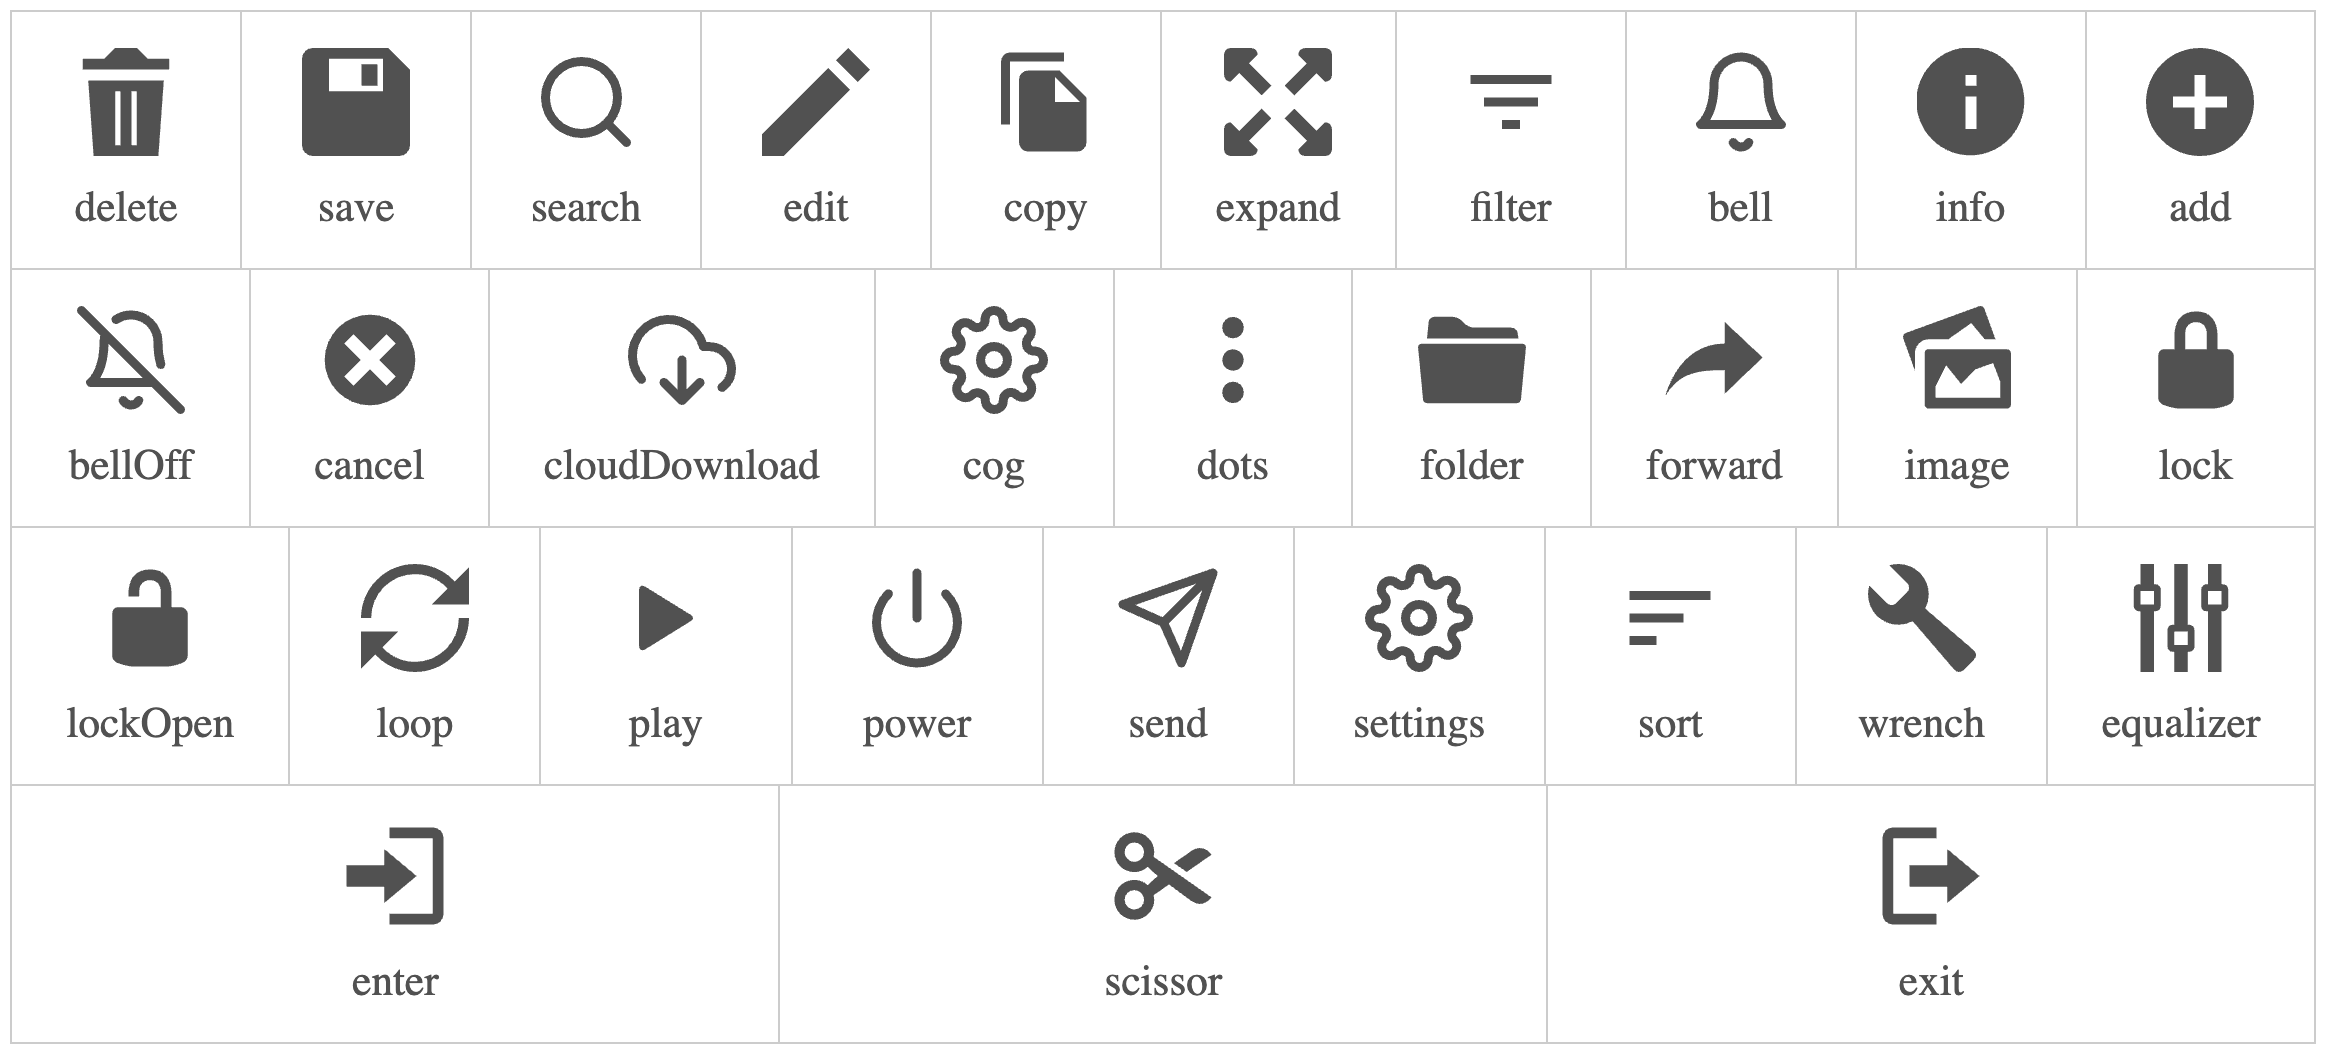 delete save search edit copy expand filter bell info add
bellOff cancel cloudDownload cog dots folder forward image lock
lockOpen loop play power send settings sort wrench equalizer
enter scissor exit